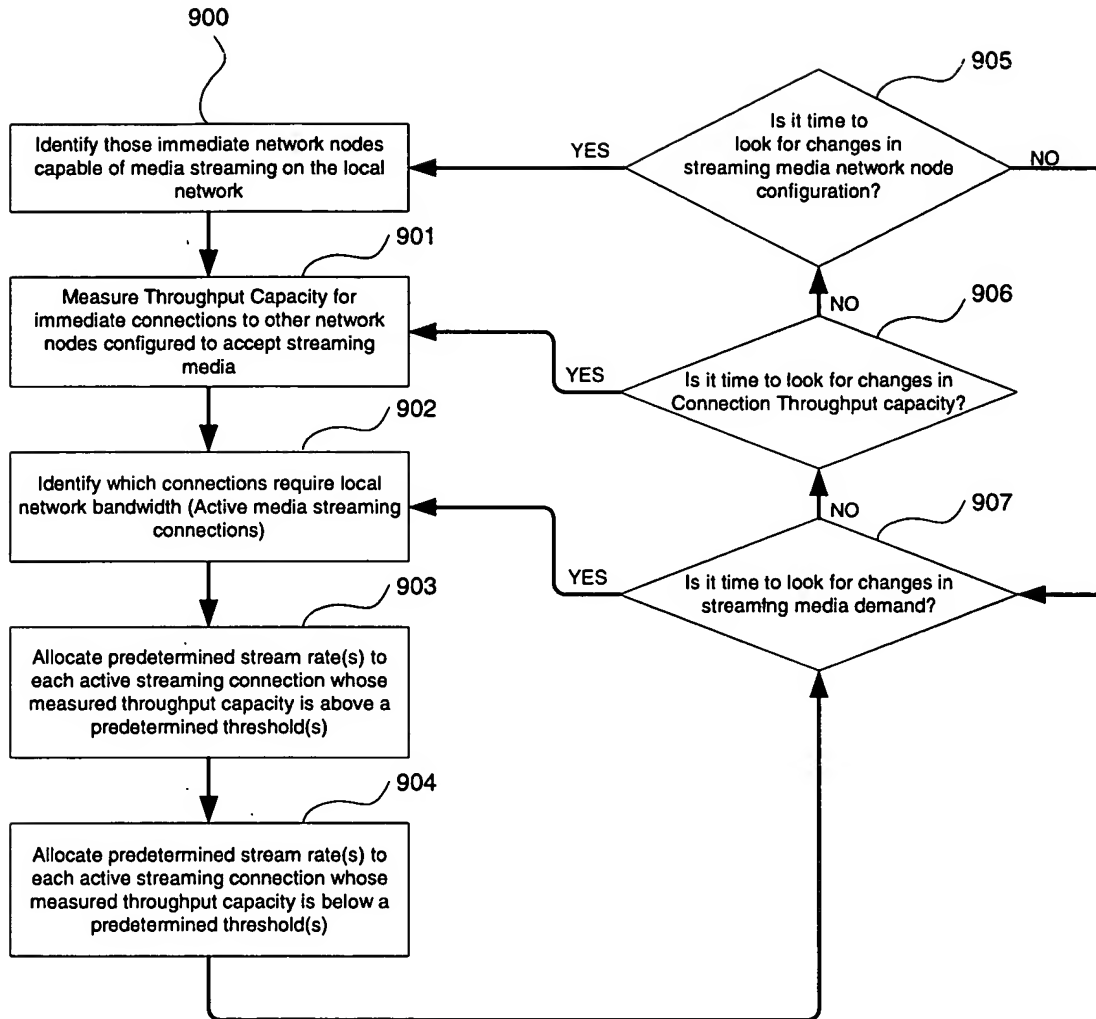 900
Identify those immediate network nodes
capable of media streaming on the local
network
901
Measure Throughput Capacity for
immediate connections to other network
nodes configured to accept streaming
media
902
Identify which connections require local
network bandwidth (Active media streaming
connections)
903
Allocate predetermined stream rate(s) to
each active streaming connection whose
measured throughput capacity is above a
predetermined threshold(s)
904
Allocate predetermined stream rate(s) to
each active streaming connection whose
measured throughput capacity is below a
predetermined threshold(s)
905
Is it time to
look for changes in
streaming media network node
configuration?
YES
NO
906
NO
Is it time to look for changes in
Connection Throughput capacity?
YES
907
NO
Is it time to look for changes in
streaming media demand?
YES